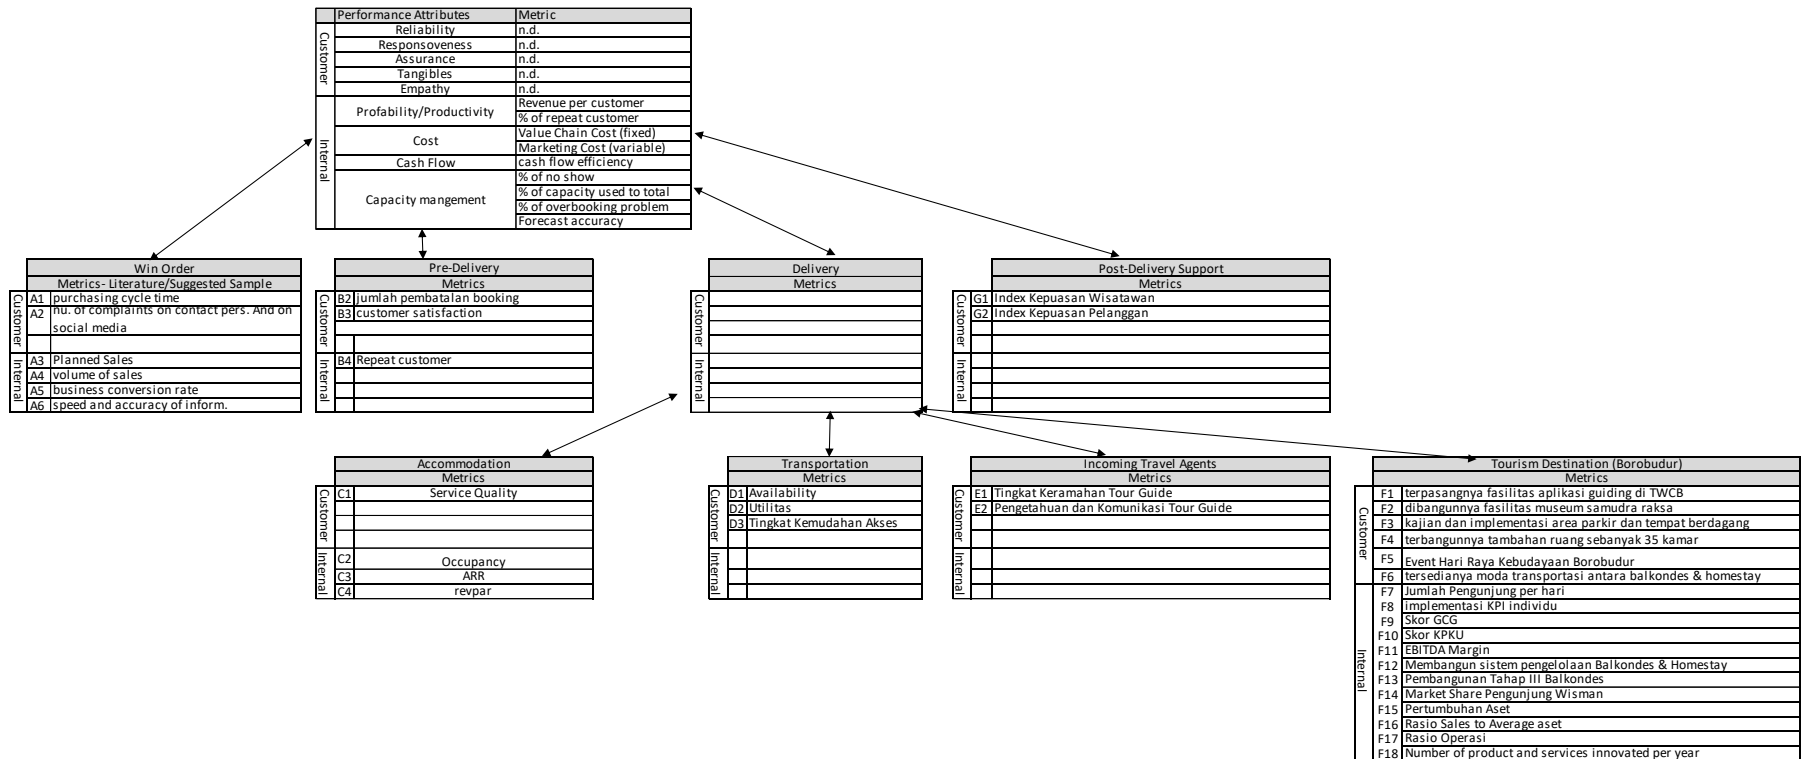 Performance Attributes Metric
Customer
Reliability n.d.
Responsoveness n.d.
Assurance n.d.
Tangibles n.d.
Empathy n.d.
Internal
Profability/Productivity
Revenue per customer
% of repeat customer
Cost
Value Chain Cost (fixed)
Marketing Cost (variable)
Cash Flow cash flow efficiency
Capacity mangement
% of no show
% of capacity used to total
% of overbooking problem
Forecast accuracy
Win Order
Metrics- Literature/Suggested Sample
Customer
A1 purchasing cycle time
A2 nu. of complaints on contact pers. And on
social media
Internal
A3 Planned Sales
A4 volume of sales
A5 business conversion rate
A6 speed and accuracy of inform.
Pre-Delivery
Metrics
Customer
B2 jumlah pembatalan booking
B3 customer satisfaction
Internal
B4 Repeat customer
Delivery
Metrics
Customer
Internal
Post-Delivery Support
Metrics
Customer
G1 Index Kepuasan Wisatawan
G2 Index Kepuasan Pelanggan
Internal
Accommodation
Metrics
Customer
C1 Service Quality
Internal
C2 Occupancy
C3 ARR
C4 revpar
Transportation
Metrics
Customer
D1 Availability
D2 Utilitas
D3 Tingkat Kemudahan Akses
Internal
Incoming Travel Agents
Metrics
Customer
E1 Tingkat Keramahan Tour Guide
E2 Pengetahuan dan Komunikasi Tour Guide
Internal
Tourism Destination (Borobudur)
Metrics
Customer
F1 terpasangnya fasilitas aplikasi guiding di TWCB
F2 dibangunnya fasilitas museum samudra raksa
F3 kajian dan implementasi area parkir dan tempat berdagang
F4 terbangunnya tambahan ruang sebanyak 35 kamar
F5 Event Hari Raya Kebudayaan Borobudur
F6 tersedianya moda transportasi antara balkondes & homestay
Internal
F7 Jumlah Pengunjung per hari
F8 implementasi KPI individu
F9 Skor GCG
F10 Skor KPKU
F11 EBITDA Margin
F12 Membangun sistem pengelolaan Balkondes & Homestay
F13 Pembangunan Tahap III Balkondes
F14 Market Share Pengunjung Wisman
F15 Pertumbuhan Aset
F16 Rasio Sales to Average aset
F17 Rasio Operasi
F18 Number of product and services innovated per year